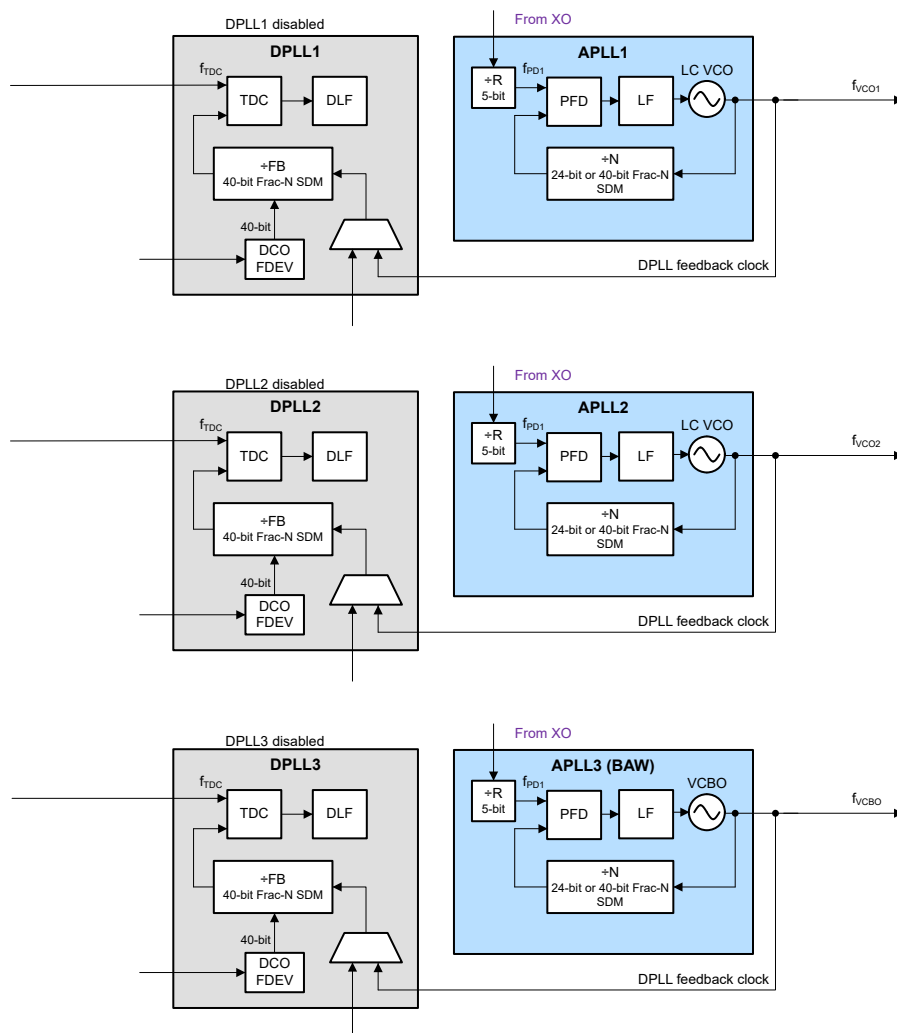 DPLL1 disabled
DPLL1
From XO
APLL1
fTDC
TDC
DLF
÷R
5-bit
fPD1
PFD
LF
LC VCO
fVCO1
÷FB
40-bit Frac-N SDM
÷N
24-bit or 40-bit Frac-N
SDM
40-bit
DCO
FDEV
DPLL feedback clock
DPLL2 disabled
DPLL2
From XO
APLL2
fTDC
TDC
DLF
÷R
5-bit
fPD1
PFD
LF
LC VCO
fVCO2
÷FB
40-bit Frac-N SDM
÷N
24-bit or 40-bit Frac-N
SDM
40-bit
DCO
FDEV
DPLL feedback clock
DPLL3 disabled
DPLL3
From XO
APLL3 (BAW)
fTDC
TDC
DLF
÷R
5-bit
fPD1
PFD
LF
VCBO
fVCBO
÷FB
40-bit Frac-N SDM
÷N
24-bit or 40-bit Frac-N
SDM
40-bit
DCO
FDEV
DPLL feedback clock